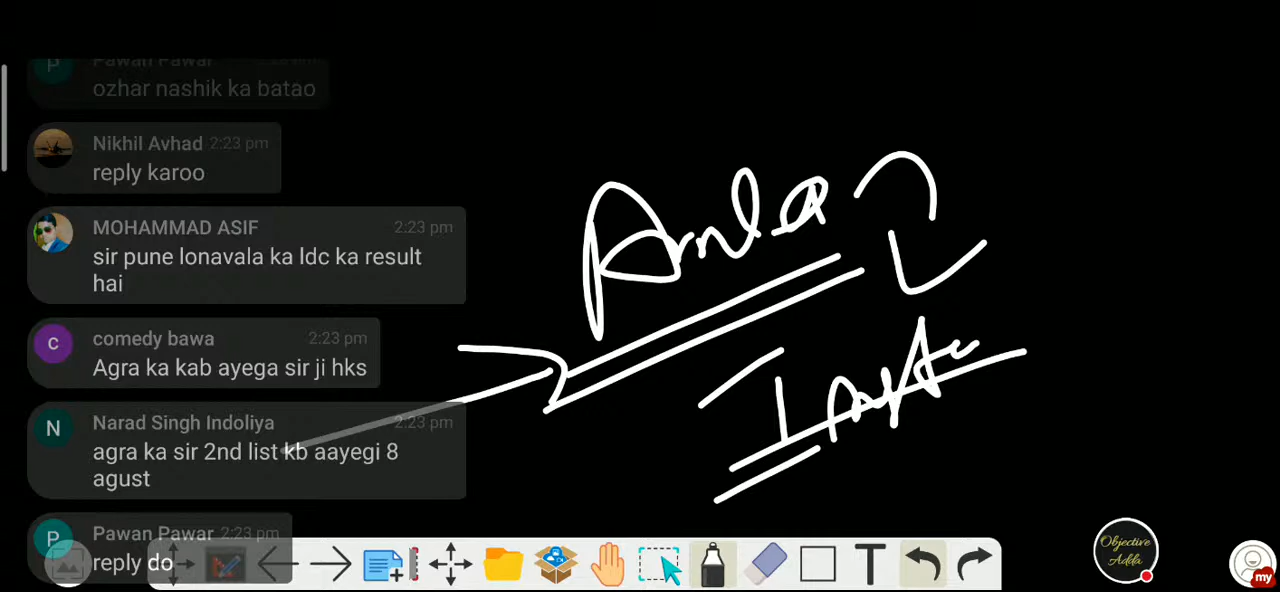 Pawan Pawar
ozhar nashik ka batao
Nikhil Avhad 2:23 pm
reply karoo
MOHAMMAD ASIF 2:23 pm
sir pune lonavala ka ldc ka result
hai
c
comedy bawa 2:23 pm
Agra ka kab ayega sir ji hks
N
Narad Singh Indoliya 2:23 pm
agra ka sir 2nd list kb aayegi 8
agust
P
Pawan Pawar 2:23 pm
reply do
T
Objective
Adda
my